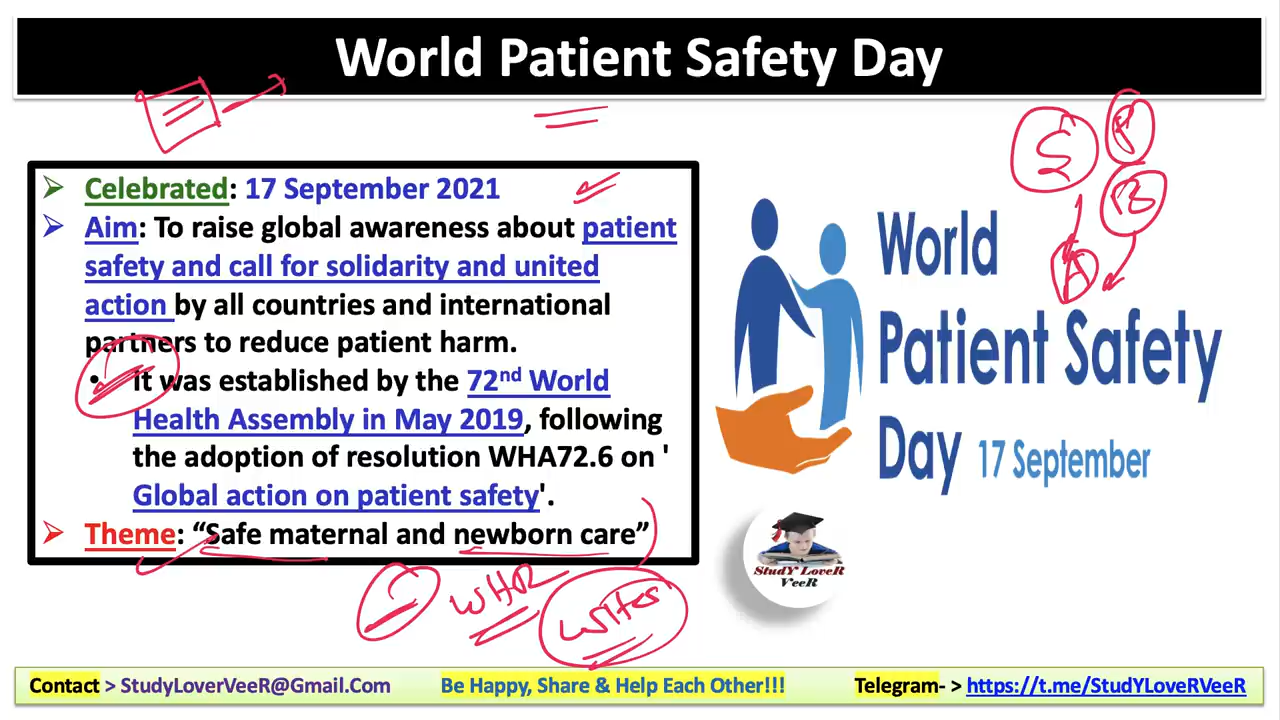 World Patient Safety Day
Celebrated: 17 September 2021
Aim: To raise global awareness about patient
safety and call for solidarity and united
action by all countries and international
partners to reduce patient harm.
It was established by the 72nd World
Health Assembly in May 2019, following
the adoption of resolution WHA72.6 on '
Global action on patient safety'.
Theme: “Safe maternal and newborn care”
World
Patient Safety
Day 17 September
S
P
B
A
StudY LoveR
VeeR
Writer
Contact > StudyLoverVeeR@Gmail.Com
Be Happy, Share & Help Each Other!!!
Telegram- > https://t.me/StudYLoveRVeeR